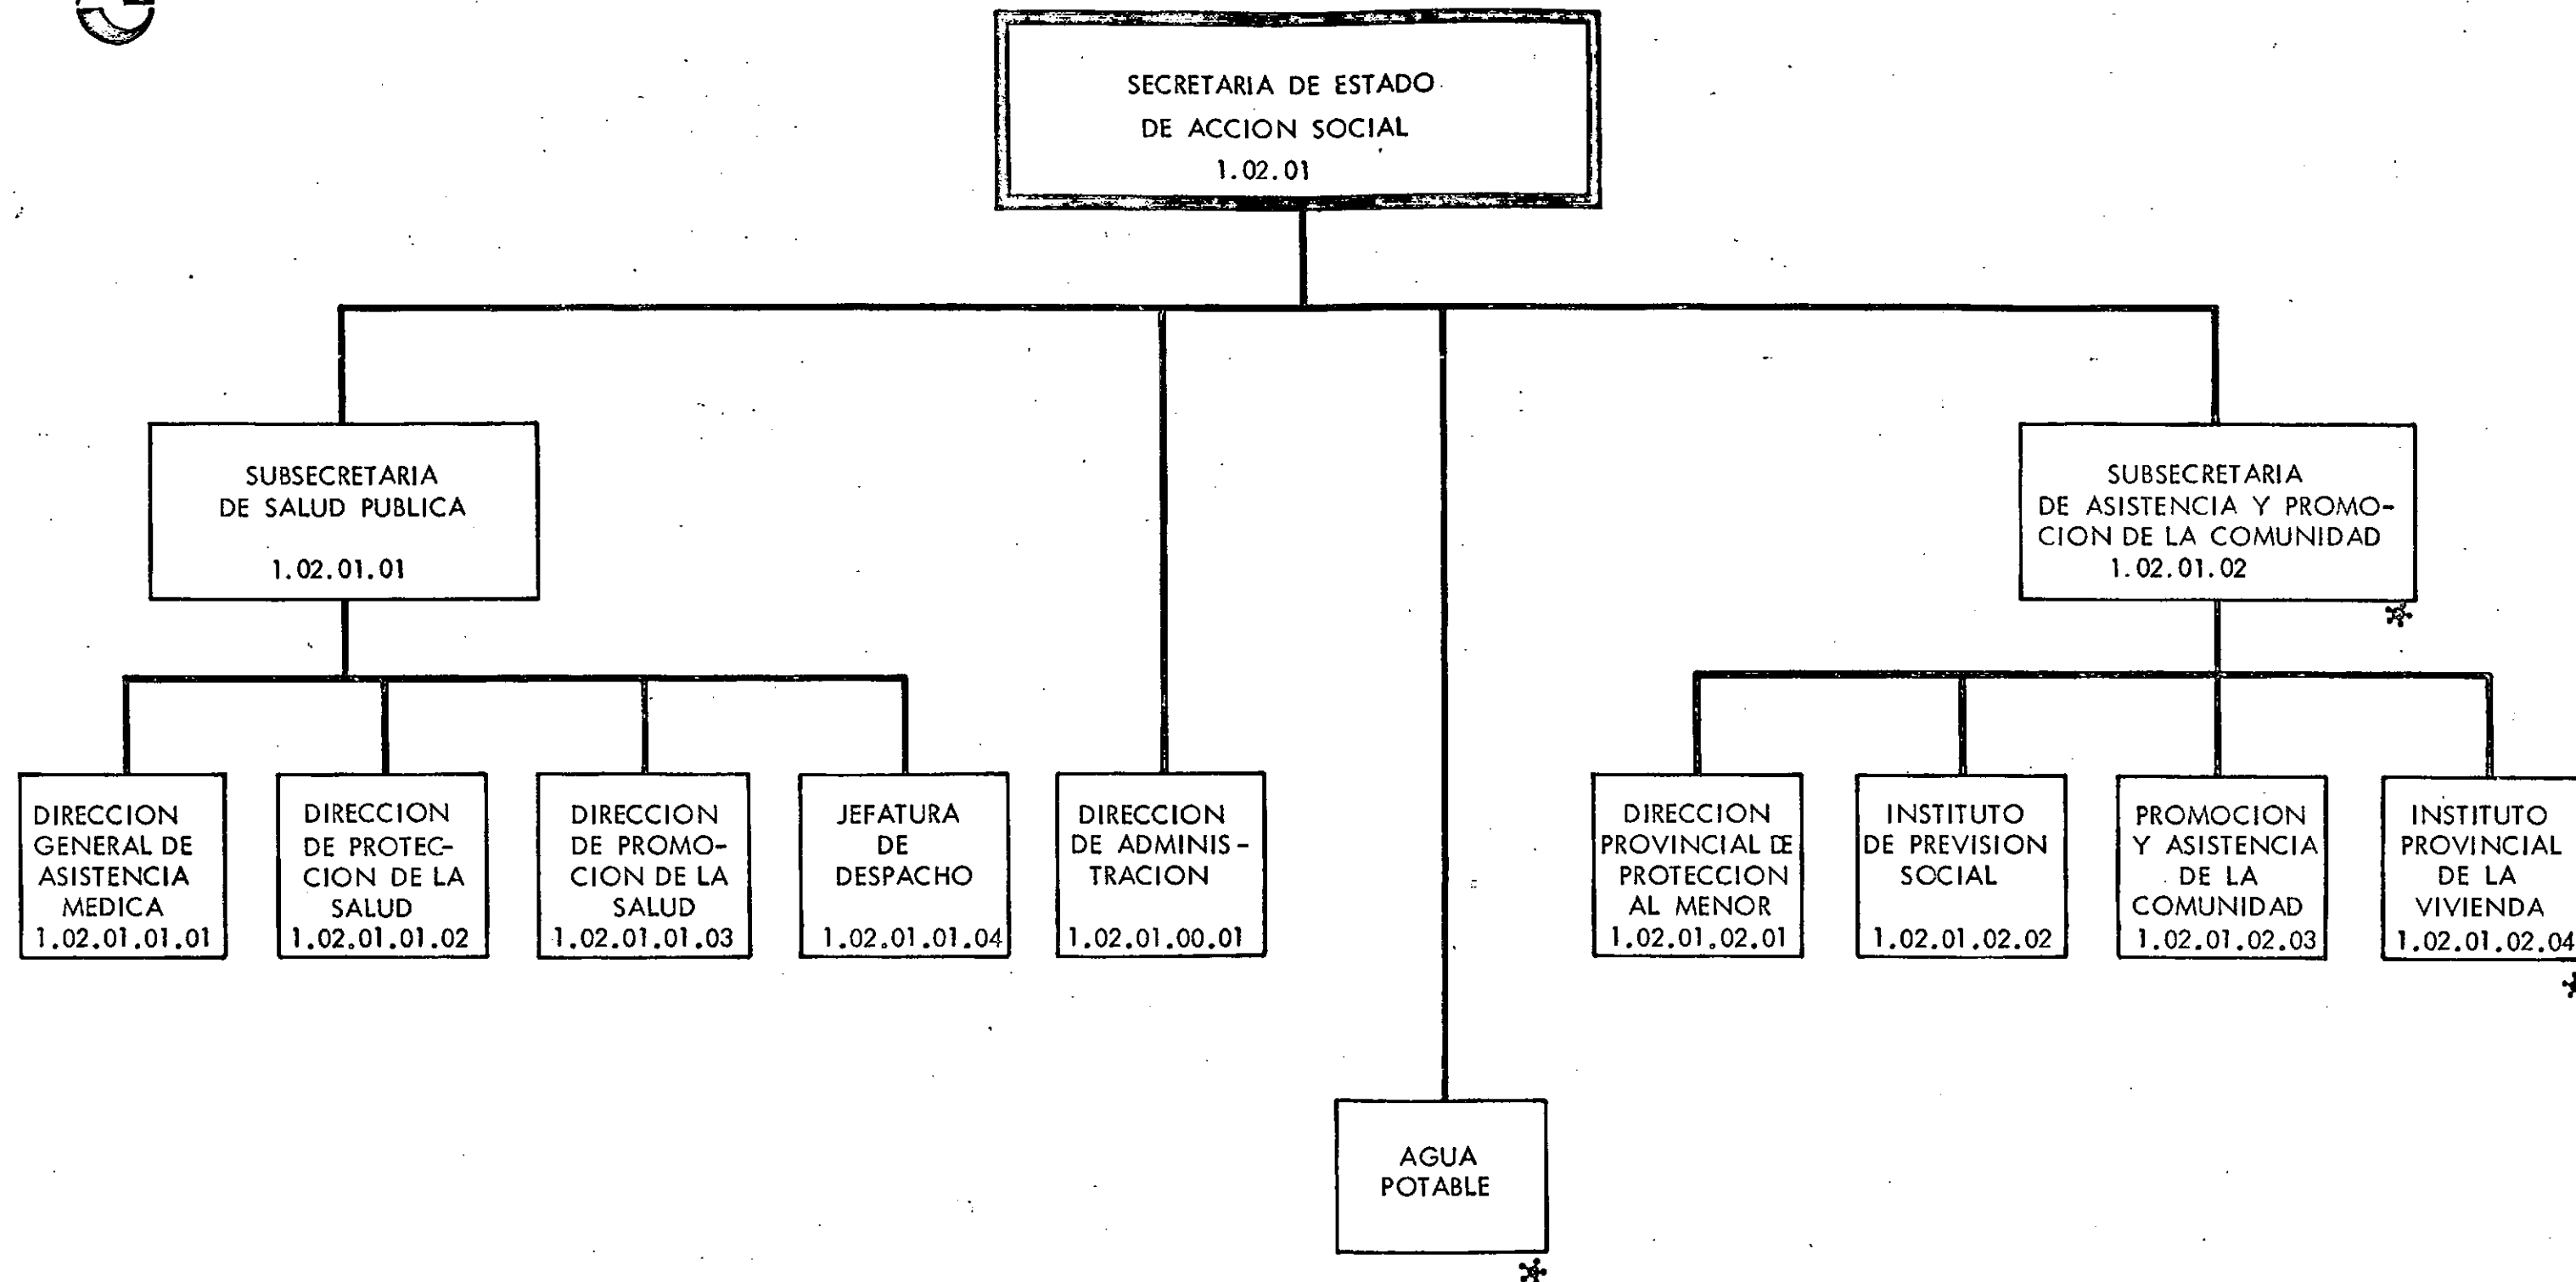 SECRETARIA DE ESTADO
DE ACCION SOCIAL
1.02.01
SUBSECRETARIA
DE SALUD PUBLICA
1.02.01.01
SUBSECRETARIA
DE ASISTENCIA Y PROMO-
CION DE LA COMUNIDAD
1.02.01.02
DIRECCION
GENERAL DE
ASISTENCIA
MEDICA
1.02.01.01.01
DIRECCION
DE PROTEC-
CION DE LA
SALUD
1.02.01.01.02
DIRECCION
DE PROMO-
CION DE LA
SALUD
1.02.01.01.03
JEFATURA
DE
DESPACHO
1.02.01.01.04
DIRECCION
DE ADMINIS-
TRACION
1.02.01.00.01
DIRECCION
PROVINCIAL DE
PROTECCION
AL MENOR
1.02.01.02.01
INSTITUTO
DE PREVISION
SOCIAL
1.02.01.02.02
PROMOCION
Y ASISTENCIA
DE LA
COMUNIDAD
1.02.01.02.03
INSTITUTO
PROVINCIAL
DE LA
VIVIENDA
1.02.01.02.04
AGUA
POTABLE